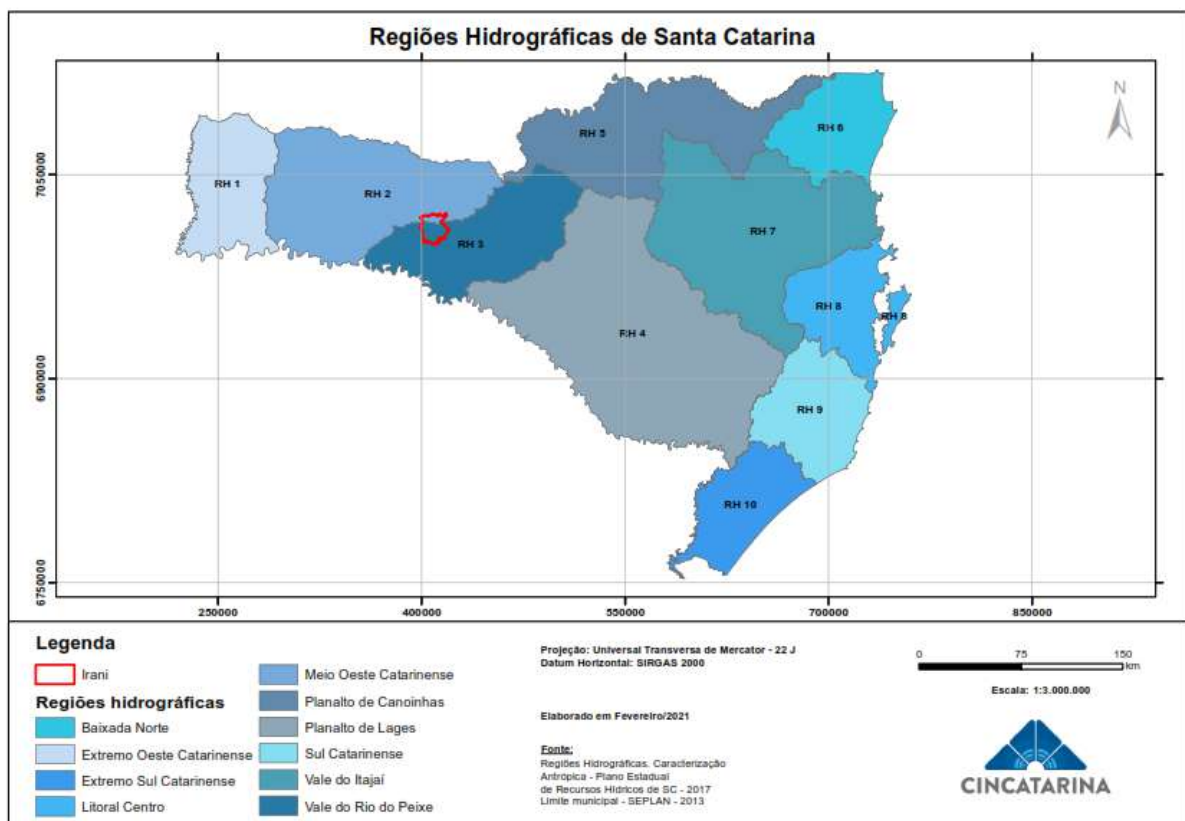 Regiões Hidrográficas de Santa Catarina
N
RH 1
RH 2
RH 3
RH 4
RH 5
RH 6
RH 7
RH 8
RH 8
RH 9
RH 10
7050000
6900000
6750000
250000
400000
550000
700000
850000
Legenda
Irani
Regiões hidrográficas
Baixada Norte
Extremo Oeste Catarinense
Extremo Sul Catarinense
Litoral Centro
Meio Oeste Catarinense
Planalto de Canoinhas
Planalto de Lages
Sul Catarinense
Vale do Itajaí
Vale do Rio do Peixe
Projeção: Universal Transversa de Mercator - 22 J
Datum Horizontal: SIRGAS 2000
Elaborado em Fevereiro/2021
Fonte:
Regiões Hidrográficas. Caracterização
Antrópica - Plano Estadual
de Recursos Hídricos de SC - 2017
Limite municipal - SEPLAN - 2013
0 75 150
km
Escala: 1:3.000.000
CINCATARINA